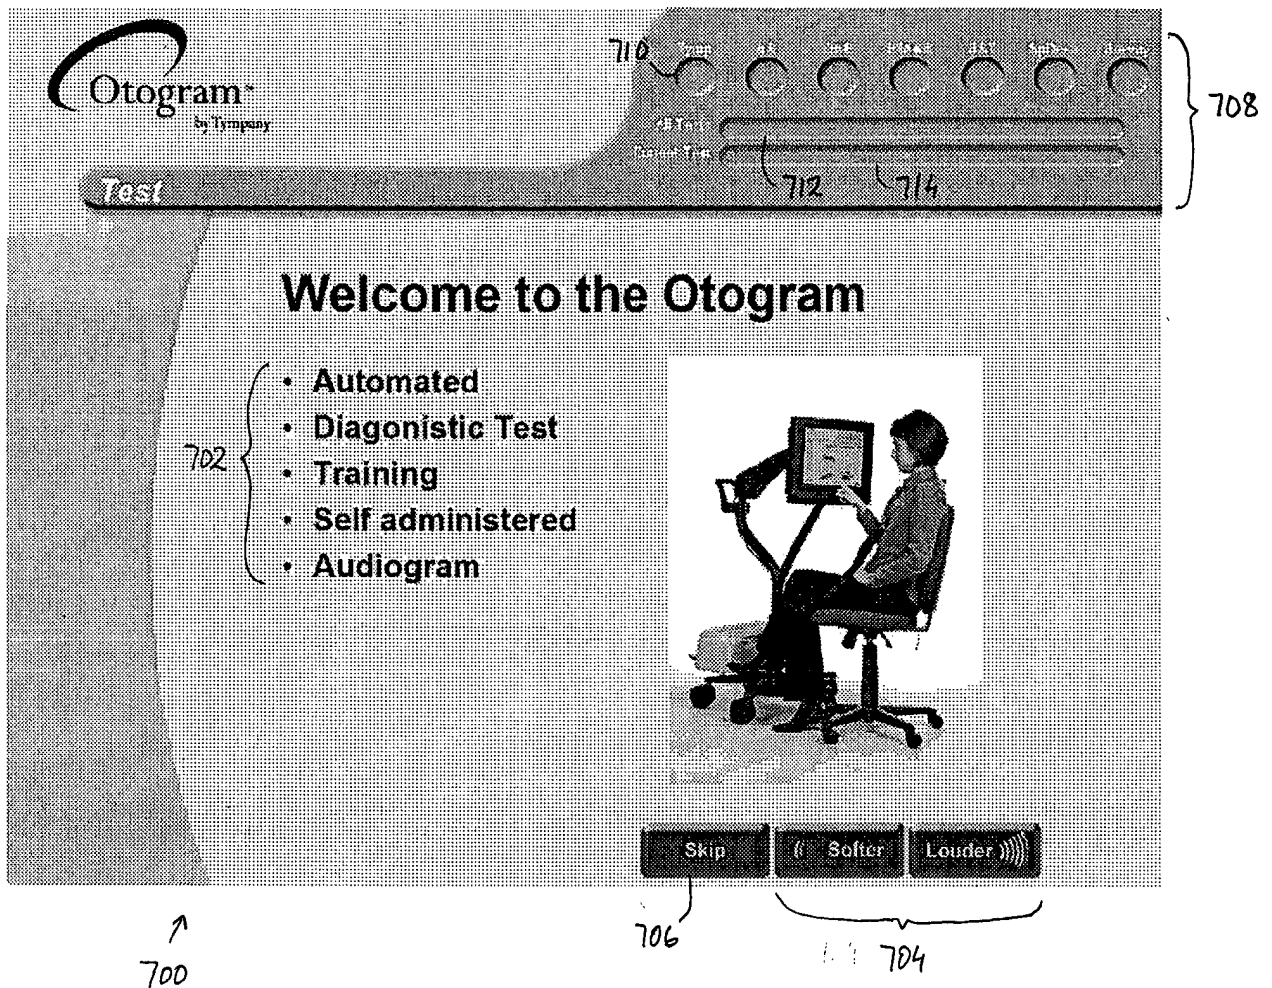 710
708
Otogram™
by Tympany
712
714
Test
Welcome to the Otogram
702
• Automated
• Diagonistic Test
• Training
• Self administered
• Audiogram
Skip
Softer
Louder
706
704
700